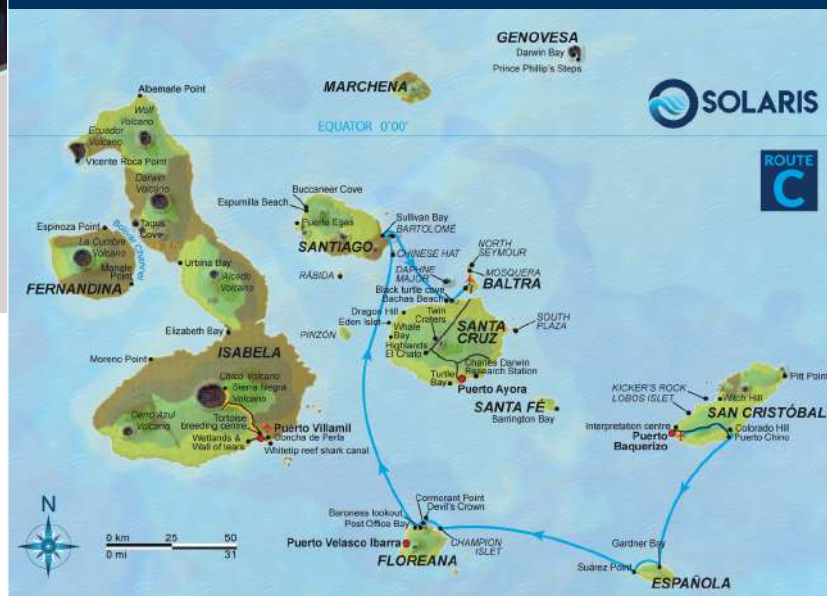 GENOVESA
Darwin Bay
Prince Phillip's Steps
MARCHENA
SOLARIS
EQUATOR 0°00'
ROUTE
C
Albemarle Point
Wolf
Volcano
Ecuador
Volcano
Vicente Roca Point
Darwin
Volcano
Buccaneer Cove
Espumilla Beach
Puerto Egas
SANTIAGO
Sullivan Bay
BARTOLOMÉ
CHINESE HAT
Espinoza Point
Tagus
Cove
Bolivar Channel
La Cumbre
Volcano
Mangle
Point
FERNANDINA
Urbina Bay
Alcedo
Volcano
RÁBIDA
NORTH
SEYMOUR
DAPHNE
MAJOR
MOSQUERA
BALTRA
Black turtle cove
Bachas Beach
Dragon Hill
Eden Islet
Whale
Bay
Twin
Craters
SANTA
CRUZ
SOUTH
PLAZA
PINZÓN
Highlands
El Chato
Charles Darwin
Research Station
Turtle
Bay
Puerto Ayora
SANTA FÉ
Barrington Bay
Elizabeth Bay
ISABELA
Moreno Point
Chico Volcano
Sierra Negra
Volcano
Cerro Azul
Volcano
Tortoise
breeding centre
Puerto Villamil
Wetlands &
Wall of tears
Concha de Perla
Whitetip reef shark canal
Pitt Point
KICKER'S ROCK
LOBOS ISLET
Witch Hill
SAN CRISTÓBAL
Interpretation centre
Puerto
Baquerizo
Colorado Hill
Puerto Chino
N
0 km 25 50
0 mi 31
Cormorant Point
Baroness lookout
Devil's Crown
Post Office Bay
Puerto Velasco Ibarra
FLOREANA
CHAMPION
ISLET
Gardner Bay
Suárez Point
ESPAÑOLA